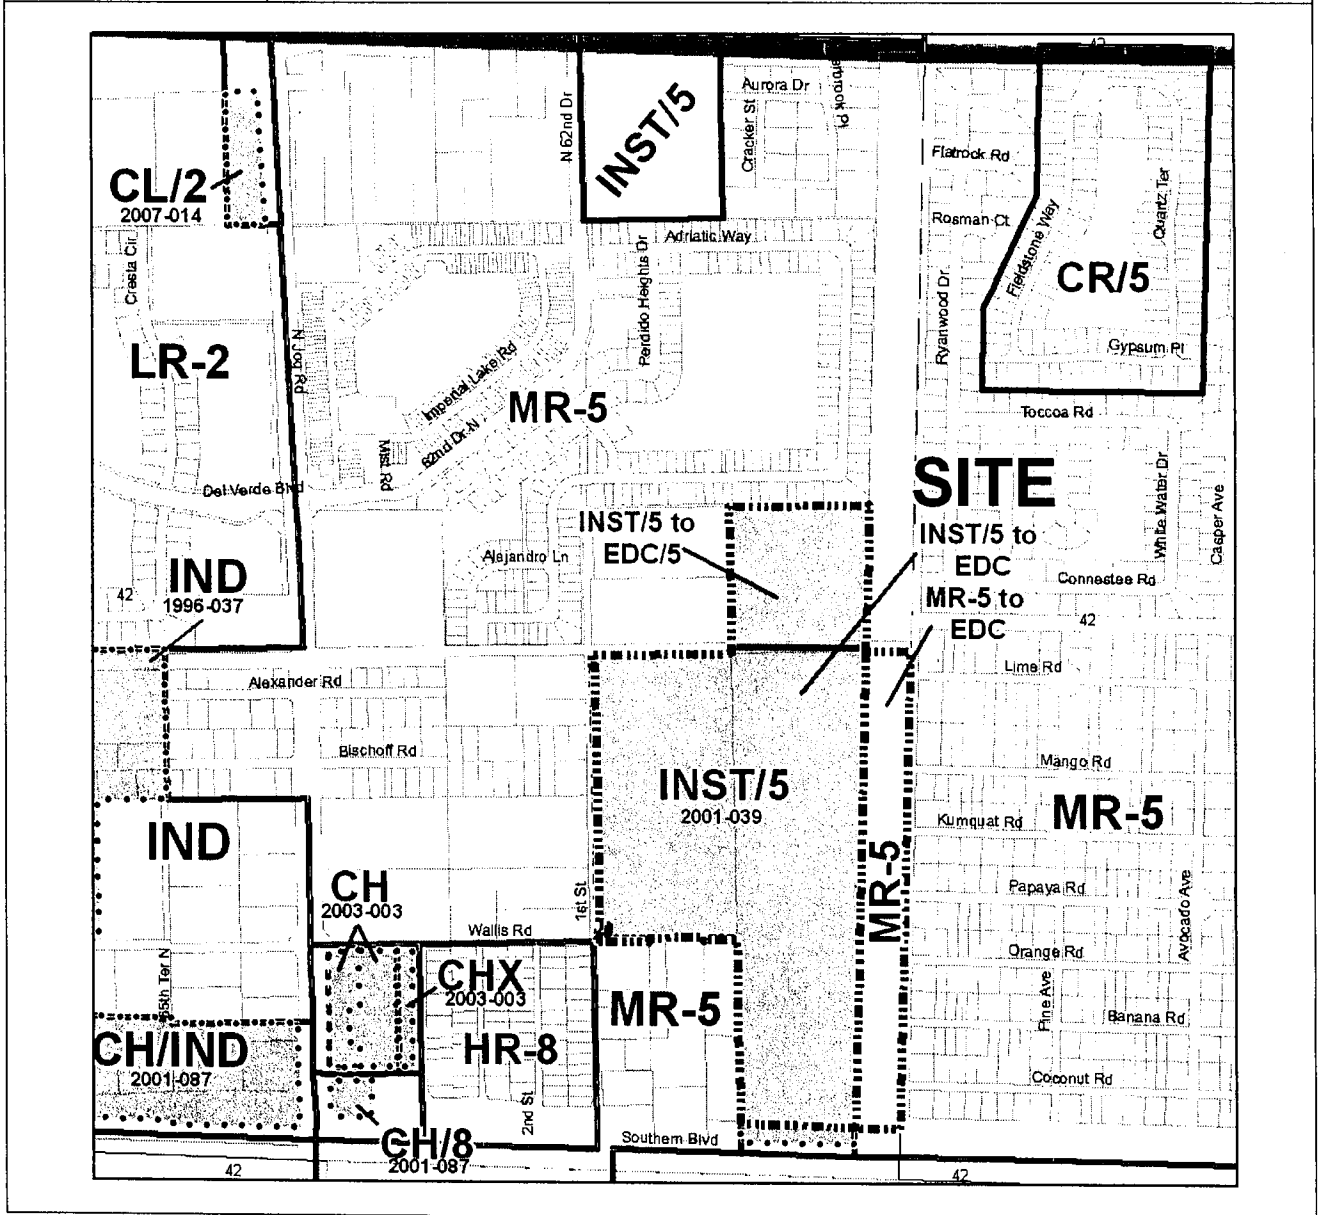 42
Aurora Dr
N 62nd Dr
INST/5
Cracker St
Flatrock Rd
CL/2
2007-014
Quartz Ter
Rosman Ct
Fieldstone Way
Adriatic Way
Cresta Cir
Perdido Heights Dr
CR/5
Ryanwood Dr
N Jog Rd
LR-2
Gypsum Pl
Imperial Lake Rd
MR-5
Toccoa Rd
62nd Dr N
Mist Rd
SITE
White Water Dr
Casper Ave
Del Verde Blvd
INST/5 to
EDC/5
INST/5 to
EDC
Alejandro Ln
IND
1996-037
42
Connestee Rd
MR-5 to
EDC
42
Lime Rd
Alexander Rd
Bischoff Rd
Mango Rd
INST/5
2001-039
MR-5
Kumquat Rd
IND
MR-5
CH
2003-003
1st St
Papaya Rd
Avocado Ave
Wallis Rd
Orange Rd
65th Ter N
CHX
2003-003
MR-5
Pine Ave
Banana Rd
CH/IND
2001-087
HR-8
Coconut Rd
2nd St
Southern Blvd
CH/8
2001-087
42
42